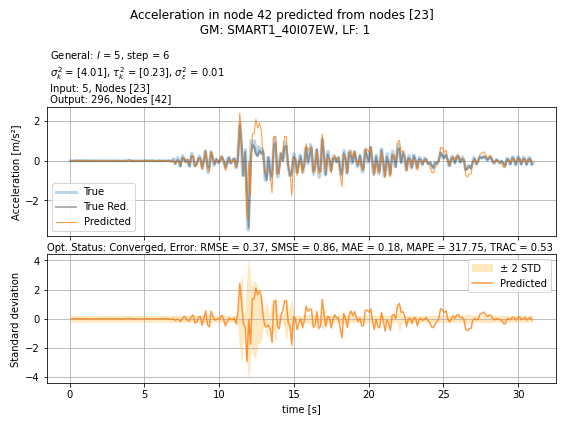 Acceleration in node 42 predicted from nodes [23]
GM: SMART1_40I07EW, LF: 1
General: l = 5, step = 6
σ²ₖ = [4.01], τ²ₖ = [0.23], σ²ε = 0.01
Input: 5, Nodes [23]
Output: 296, Nodes [42]
Acceleration [m/s²]
2
0
−2
True
True Red.
Predicted
Opt. Status: Converged, Error: RMSE = 0.37, SMSE = 0.86, MAE = 0.18, MAPE = 317.75, TRAC = 0.53
Standard deviation
4
2
0
−2
−4
± 2 STD
Predicted
0 5 10 15 20 25 30
time [s]